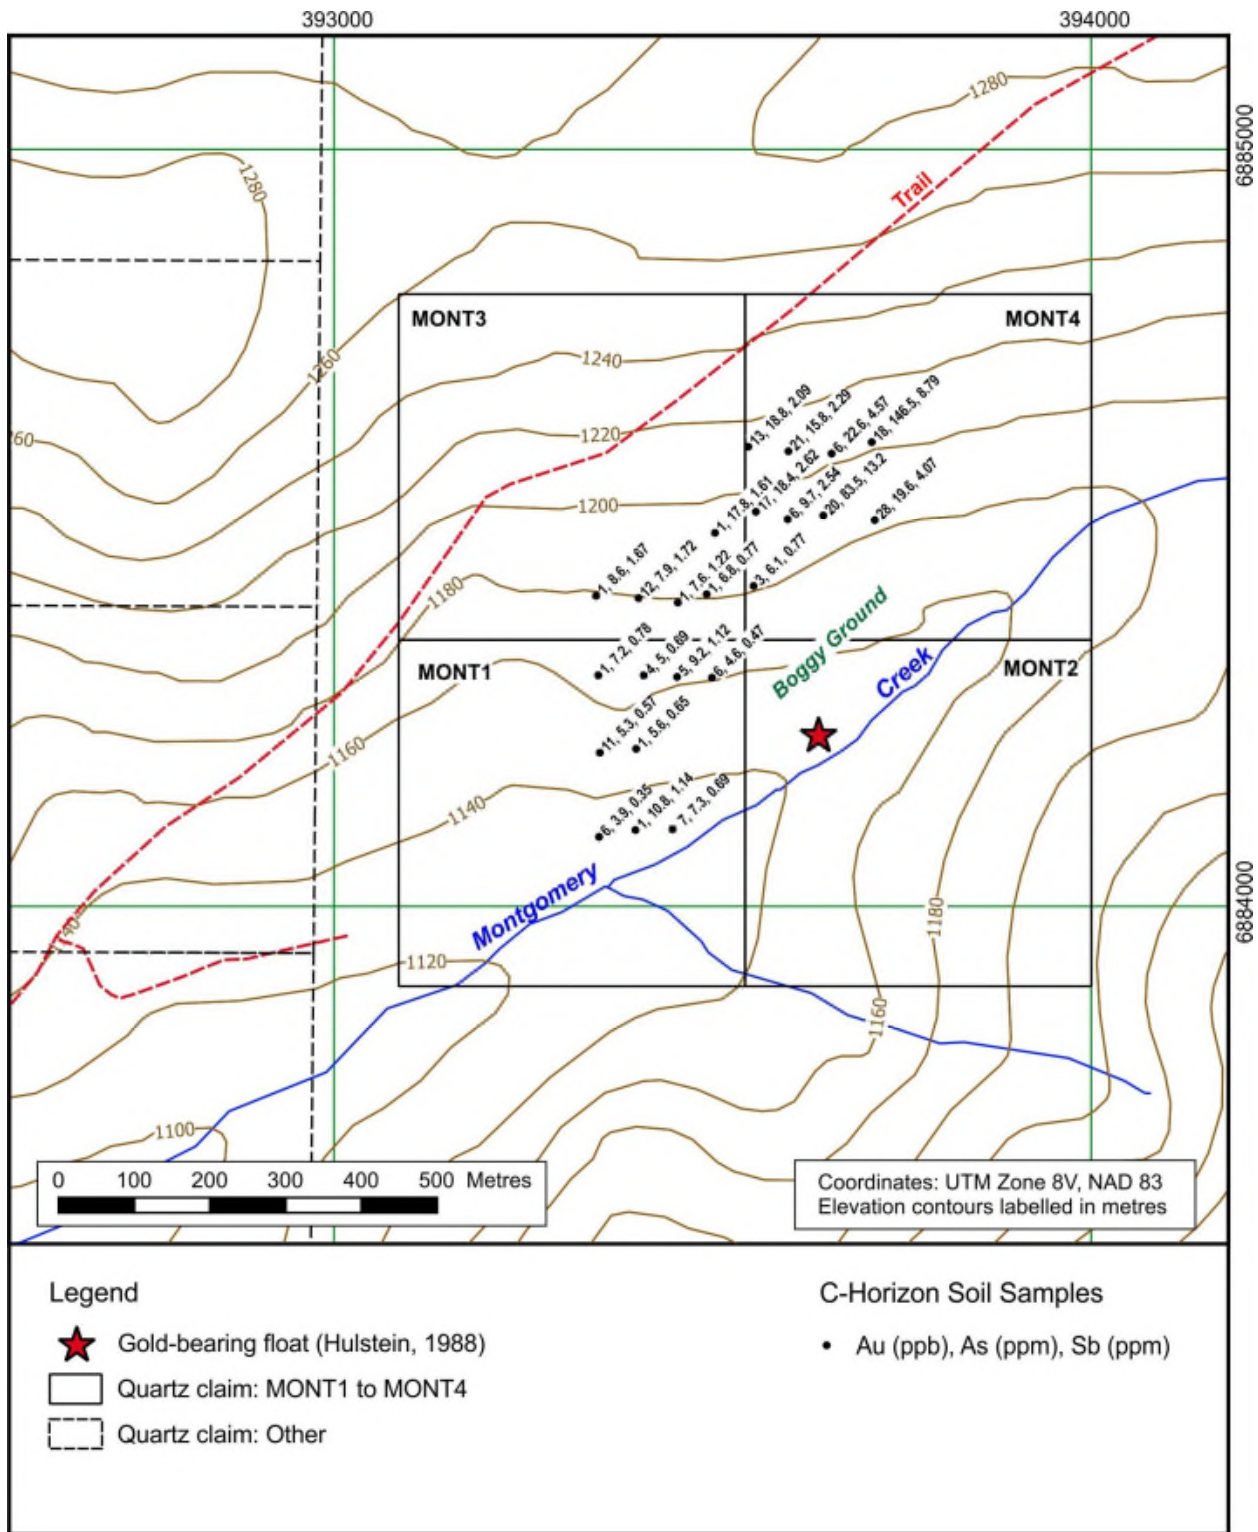 393000
394000
1280
6885000
1280
Trail
MONT3
MONT4
1240
1260
13, 18.8, 2.09
21, 15.8, 2.29
6, 22.6, 4.57
18, 146.5, 8.79
60
1220
1, 17.8, 1.61
17, 18.4, 2.62
6, 9.7, 2.54
20, 83.5, 13.2
28, 19.6, 4.07
1200
1, 8.6, 1.67
12, 7.9, 1.72
1, 7.6, 1.22
1, 6.8, 0.77
3, 6.1, 0.77
1180
Boggy Ground
MONT1
1, 7.2, 0.78
4, 5, 0.69
5, 9.2, 1.12
6, 4.6, 0.47
Creek
MONT2
11, 5.3, 0.57
1, 5.6, 0.65
1160
1140
6, 3.9, 0.35
1, 10.8, 1.14
7, 7.3, 0.69
Montgomery
1180
6884000
1140
1120
1160
1100
0 100 200 300 400 500 Metres
Coordinates: UTM Zone 8V, NAD 83
Elevation contours labelled in metres
Legend
Gold-bearing float (Hulstein, 1988)
Quartz claim: MONT1 to MONT4
Quartz claim: Other
C-Horizon Soil Samples
Au (ppb), As (ppm), Sb (ppm)